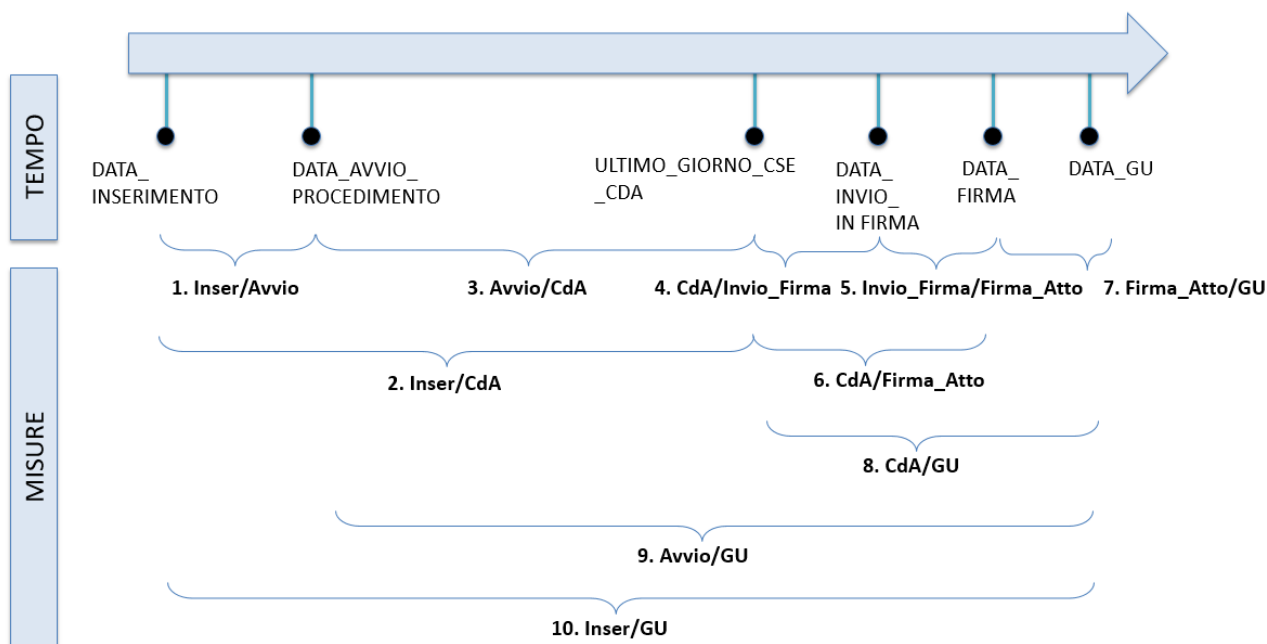 TEMPO
DATA_
INSERIMENTO
DATA_AVVIO_
PROCEDIMENTO
ULTIMO_GIORNO_CSE
_CDA
DATA_
INVIO_
IN FIRMA
DATA_
FIRMA
DATA_GU
MISURE
1. Inser/Avvio
3. Avvio/CdA
4. CdA/Invio_Firma
5. Invio_Firma/Firma_Atto
7. Firma_Atto/GU
2. Inser/CdA
6. CdA/Firma_Atto
8. CdA/GU
9. Avvio/GU
10. Inser/GU